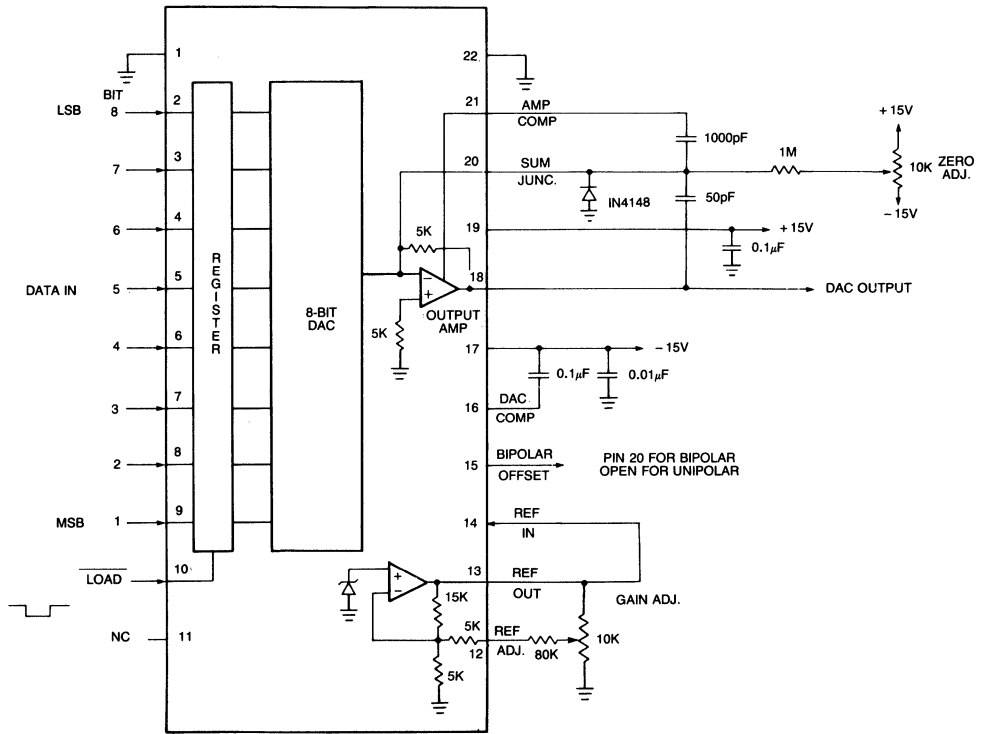 1
22
BIT
LSB
8
2
21
AMP
COMP
1000pF
+15V
7
3
20
SUM
JUNC.
1M
10K
ZERO
ADJ.
IN4148
50pF
-15V
6
4
19
+15V
5K
0.1µF
REGISTER
8-BIT
DAC
DATA IN
5
5
18
DAC OUTPUT
−
+
OUTPUT
AMP
5K
4
6
17
-15V
0.1µF
0.01µF
3
7
16
DAC
COMP
2
8
15
BIPOLAR
OFFSET
PIN 20 FOR BIPOLAR
OPEN FOR UNIPOLAR
MSB
1
9
14
REF
IN
LOAD
10
13
REF
OUT
GAIN ADJ.
+
−
15K
NC
11
5K
12
REF
ADJ.
80K
10K
5K